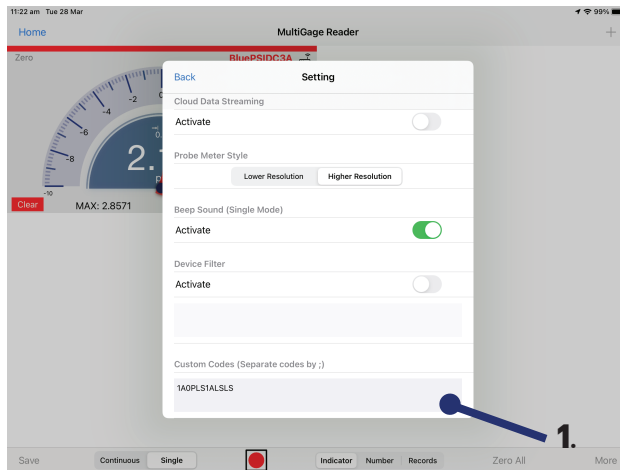 11:22 am Tue 28 Mar 99%
Home MultiGage Reader
Zero BluePSIDC3A
Back Setting
Cloud Data Streaming
Activate
Probe Meter Style
Lower Resolution Higher Resolution
Beep Sound (Single Mode)
Activate
Device Filter
Activate
Custom Codes (Separate codes by ;)
1A0PLS1ALSLS
-2
-4
-6
-8
-10
2.
Clear MAX: 2.8571
1.
Save Continuous Single Indicator Number Records Zero All More